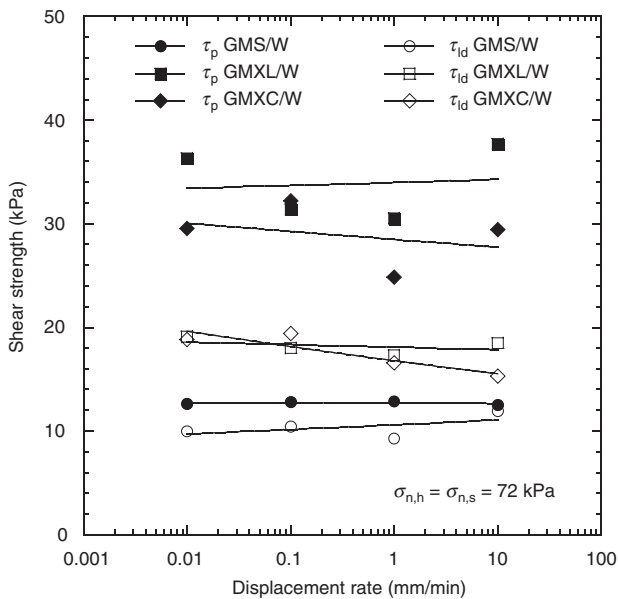 50
τp GMS/W τld GMS/W
τp GMXL/W τld GMXL/W
τp GMXC/W τld GMXC/W
40
30
20
10
0
Shear strength (kPa)
σn,h = σn,s = 72 kPa
0.001 0.01 0.1 1 10 100
Displacement rate (mm/min)